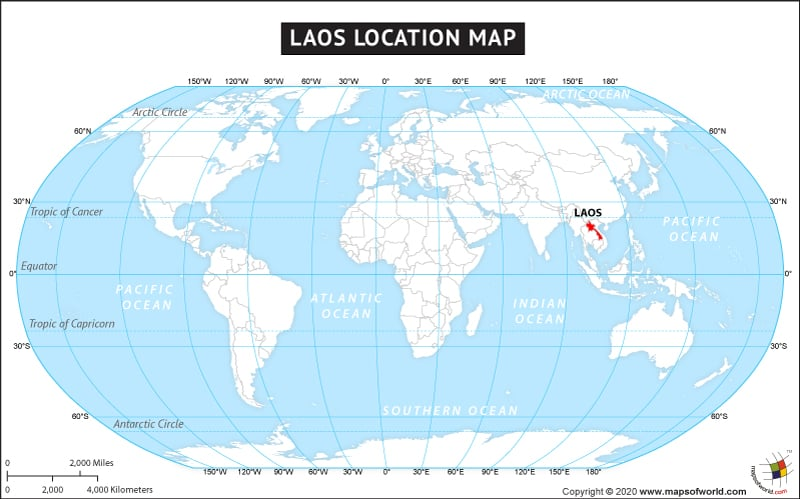 LAOS LOCATION MAP
150°W 120°W 90°W 60°W 30°W 0° 30°E 60°E 90°E 120°E 150°E 180°
ARCTIC OCEAN
Arctic Circle
60°N 60°N
30°N 30°N
Tropic of Cancer
LAOS
PACIFIC
OCEAN
Equator
0° 0°
PACIFIC
OCEAN
ATLANTIC
OCEAN
INDIAN
OCEAN
Tropic of Capricorn
30°S 30°S
SOUTHERN OCEAN
60°S 60°S
Antarctic Circle
150°W 120°W 90°W 60°W 30°W 0° 30°E 60°E 90°E 120°E 150°E 180°
0 2,000 Miles
0 2,000 4,000 Kilometers
mapsofworld.com
TM
Copyright © 2020 www.mapsofworld.com